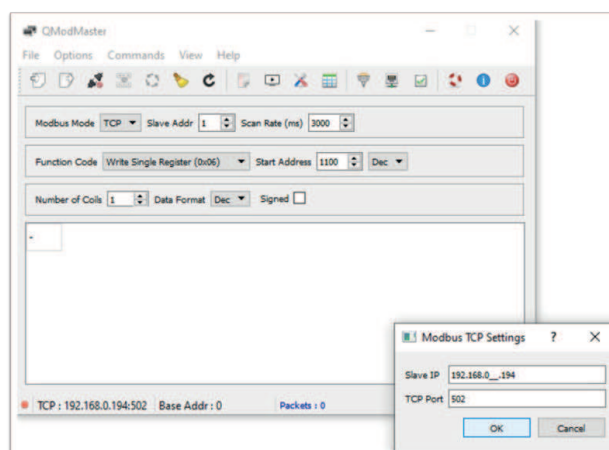 QModMaster
File Options Commands View Help
Modbus Mode TCP Slave Addr 1 Scan Rate (ms) 3000
Function Code Write Single Register (0x06) Start Address 1100 Dec
Number of Coils 1 Data Format Dec Signed
-
Modbus TCP Settings ?
Slave IP 192.168.0__.194
TCP Port 502
OK Cancel
TCP : 192.168.0.194:502 Base Addr : 0 Packets : 0